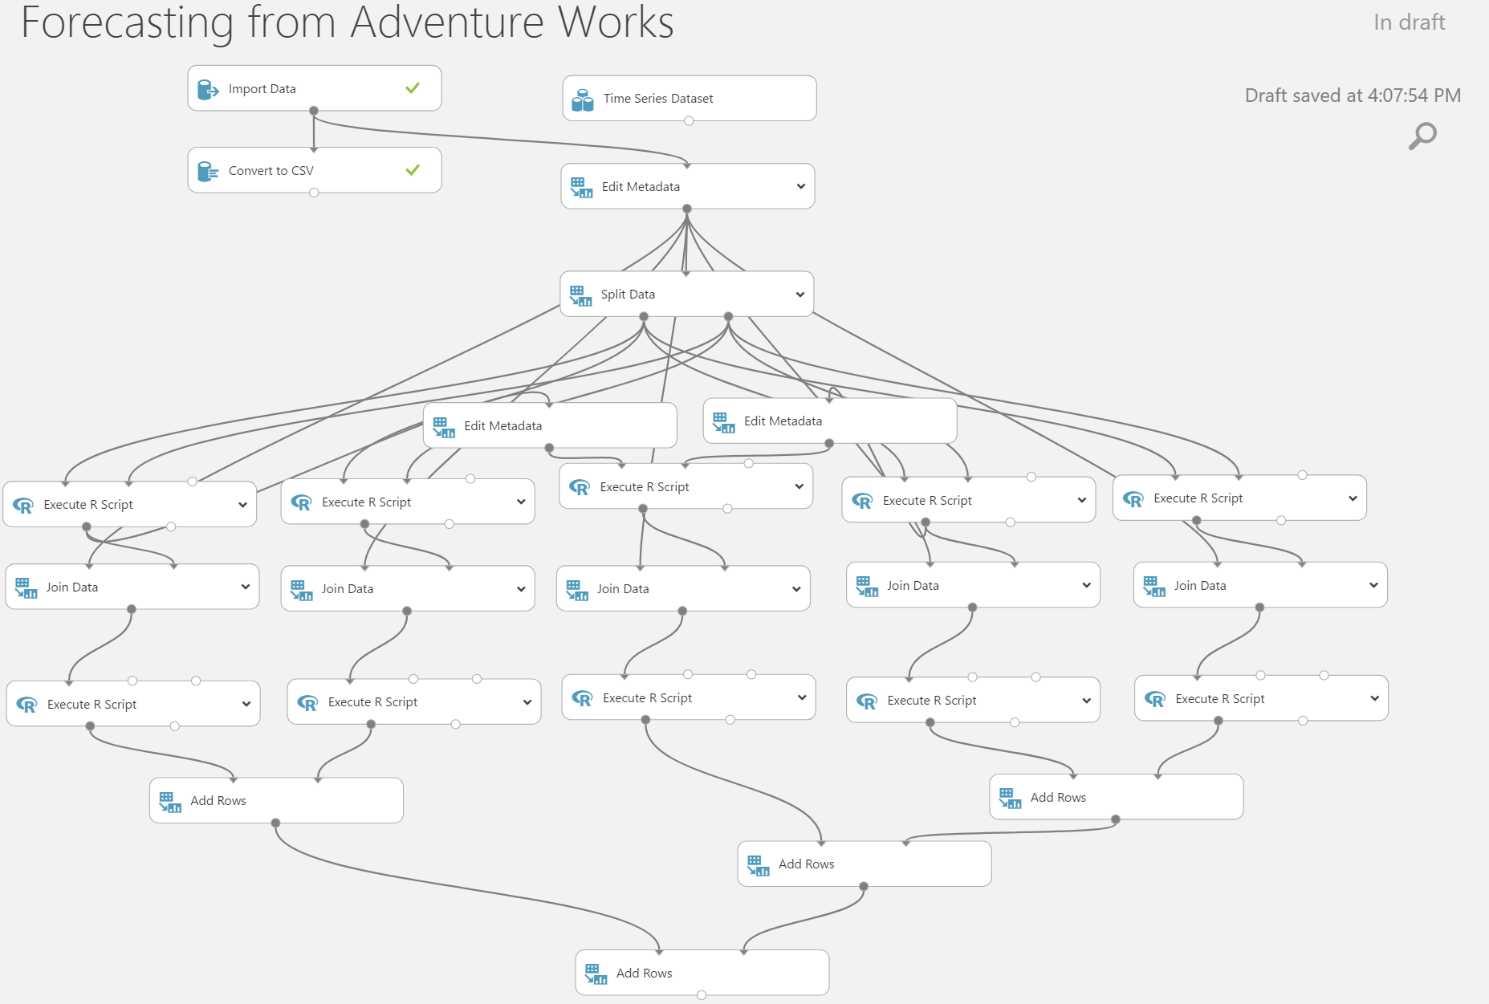 Forecasting from Adventure Works
In draft
Draft saved at 4:07:54 PM
Import Data
Time Series Dataset
Convert to CSV
Edit Metadata
Split Data
Edit Metadata
Edit Metadata
Execute R Script
Execute R Script
Execute R Script
Execute R Script
Execute R Script
Join Data
Join Data
Join Data
Join Data
Join Data
Execute R Script
Execute R Script
Execute R Script
Execute R Script
Execute R Script
Add Rows
Add Rows
Add Rows
Add Rows